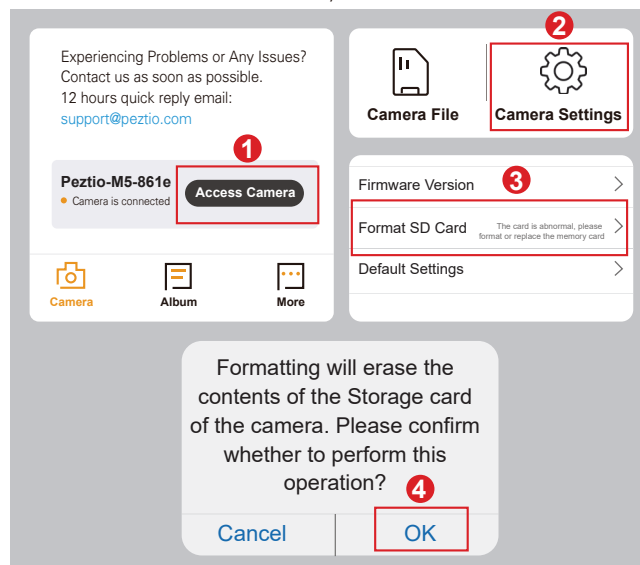 Experiencing Problems or Any Issues?
Contact us as soon as possible.
12 hours quick reply email:
support@peztio.com
1
Peztio-M5-861e
Camera is connected
Access Camera
Camera
Album
More
2
Camera File
Camera Settings
Firmware Version
3
Format SD Card
The card is abnormal, please
format or replace the memory card
Default Settings
Formatting will erase the
contents of the Storage card
of the camera. Please confirm
whether to perform this
operation?
4
Cancel
OK